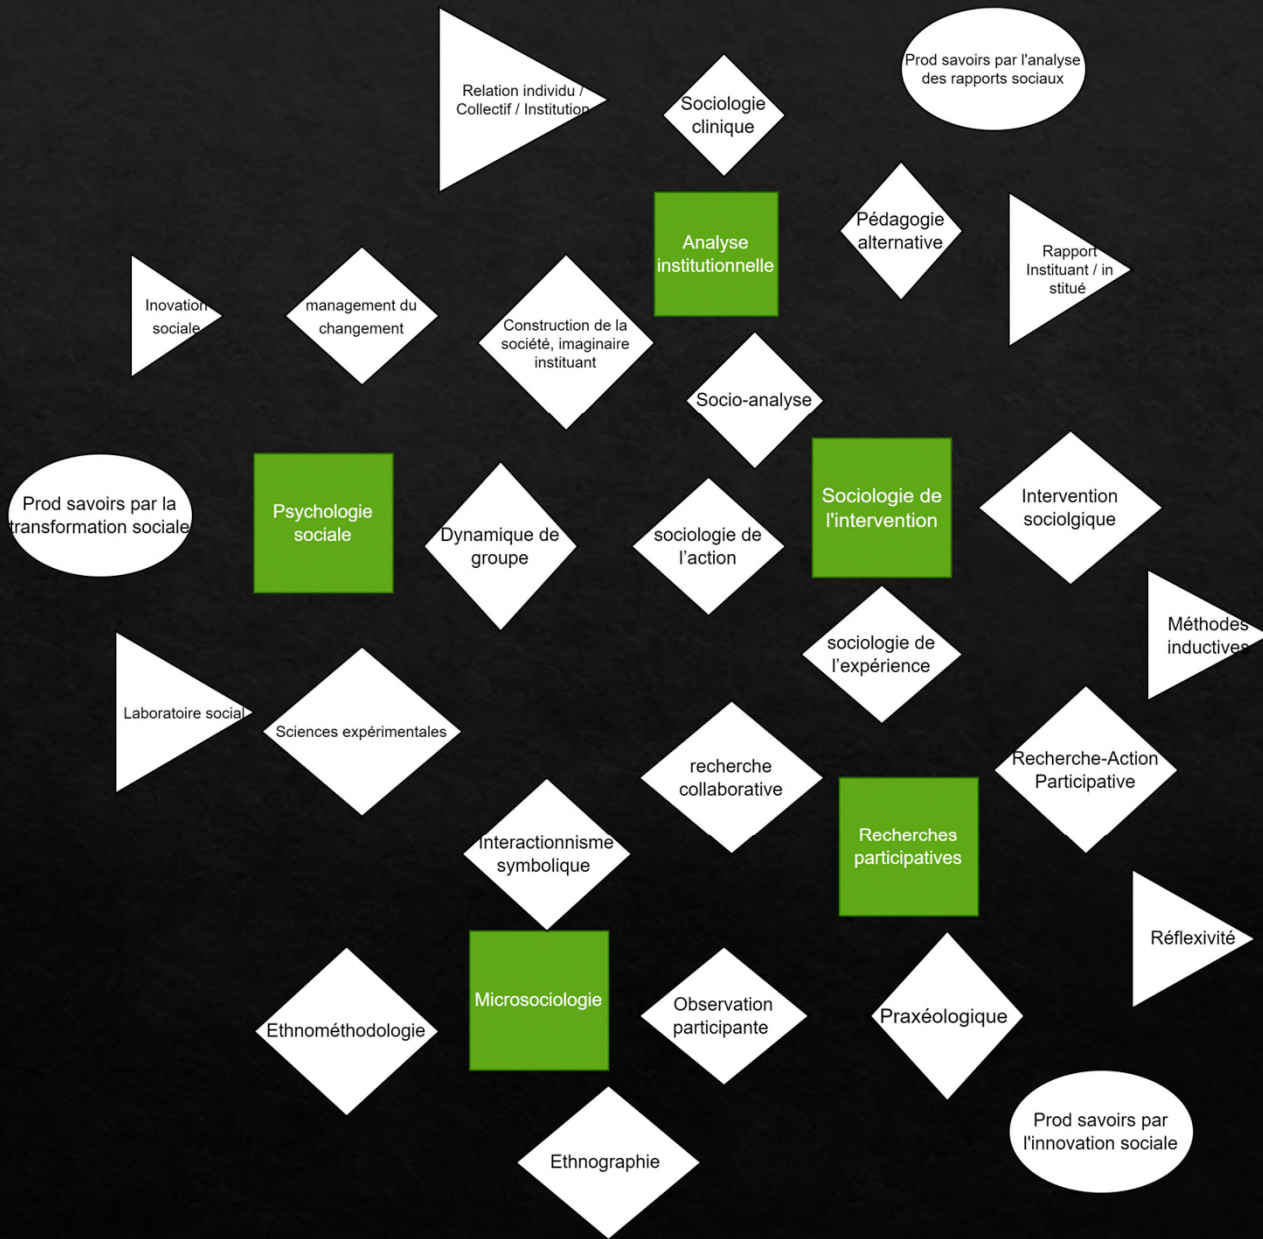 Relation individu /
Collectif / Institution
Sociologie
clinique
Prod savoirs par l'analyse
des rapports sociaux
Analyse
institutionnelle
Pédagogie
alternative
Rapport
Instituant / in
stitué
Inovation
sociale
management du
changement
Construction de la
société, imaginaire
instituant
Socio-analyse
Prod savoirs par la
transformation sociale
Psychologie
sociale
Dynamique de
groupe
sociologie de
l’action
Sociologie de
l'intervention
Intervention
sociolgique
sociologie de
l’expérience
Méthodes
inductives
Laboratoire social
Sciences expérimentales
recherche
collaborative
Recherche-Action
Participative
Interactionnisme
symbolique
Recherches
participatives
Réflexivité
Ethnométhodologie
Microsociologie
Observation
participante
Praxéologique
Ethnographie
Prod savoirs par
l'innovation sociale